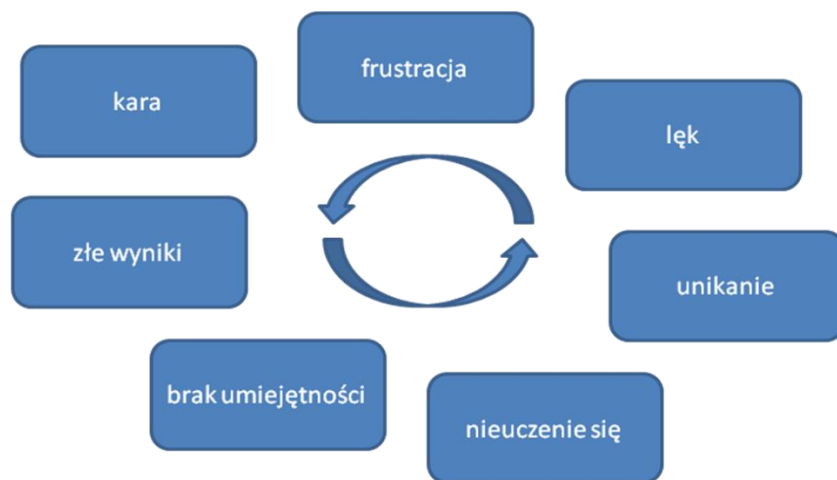 frustracja
kara
lęk
złe wyniki
unikanie
brak umiejętności
nieuczenie się